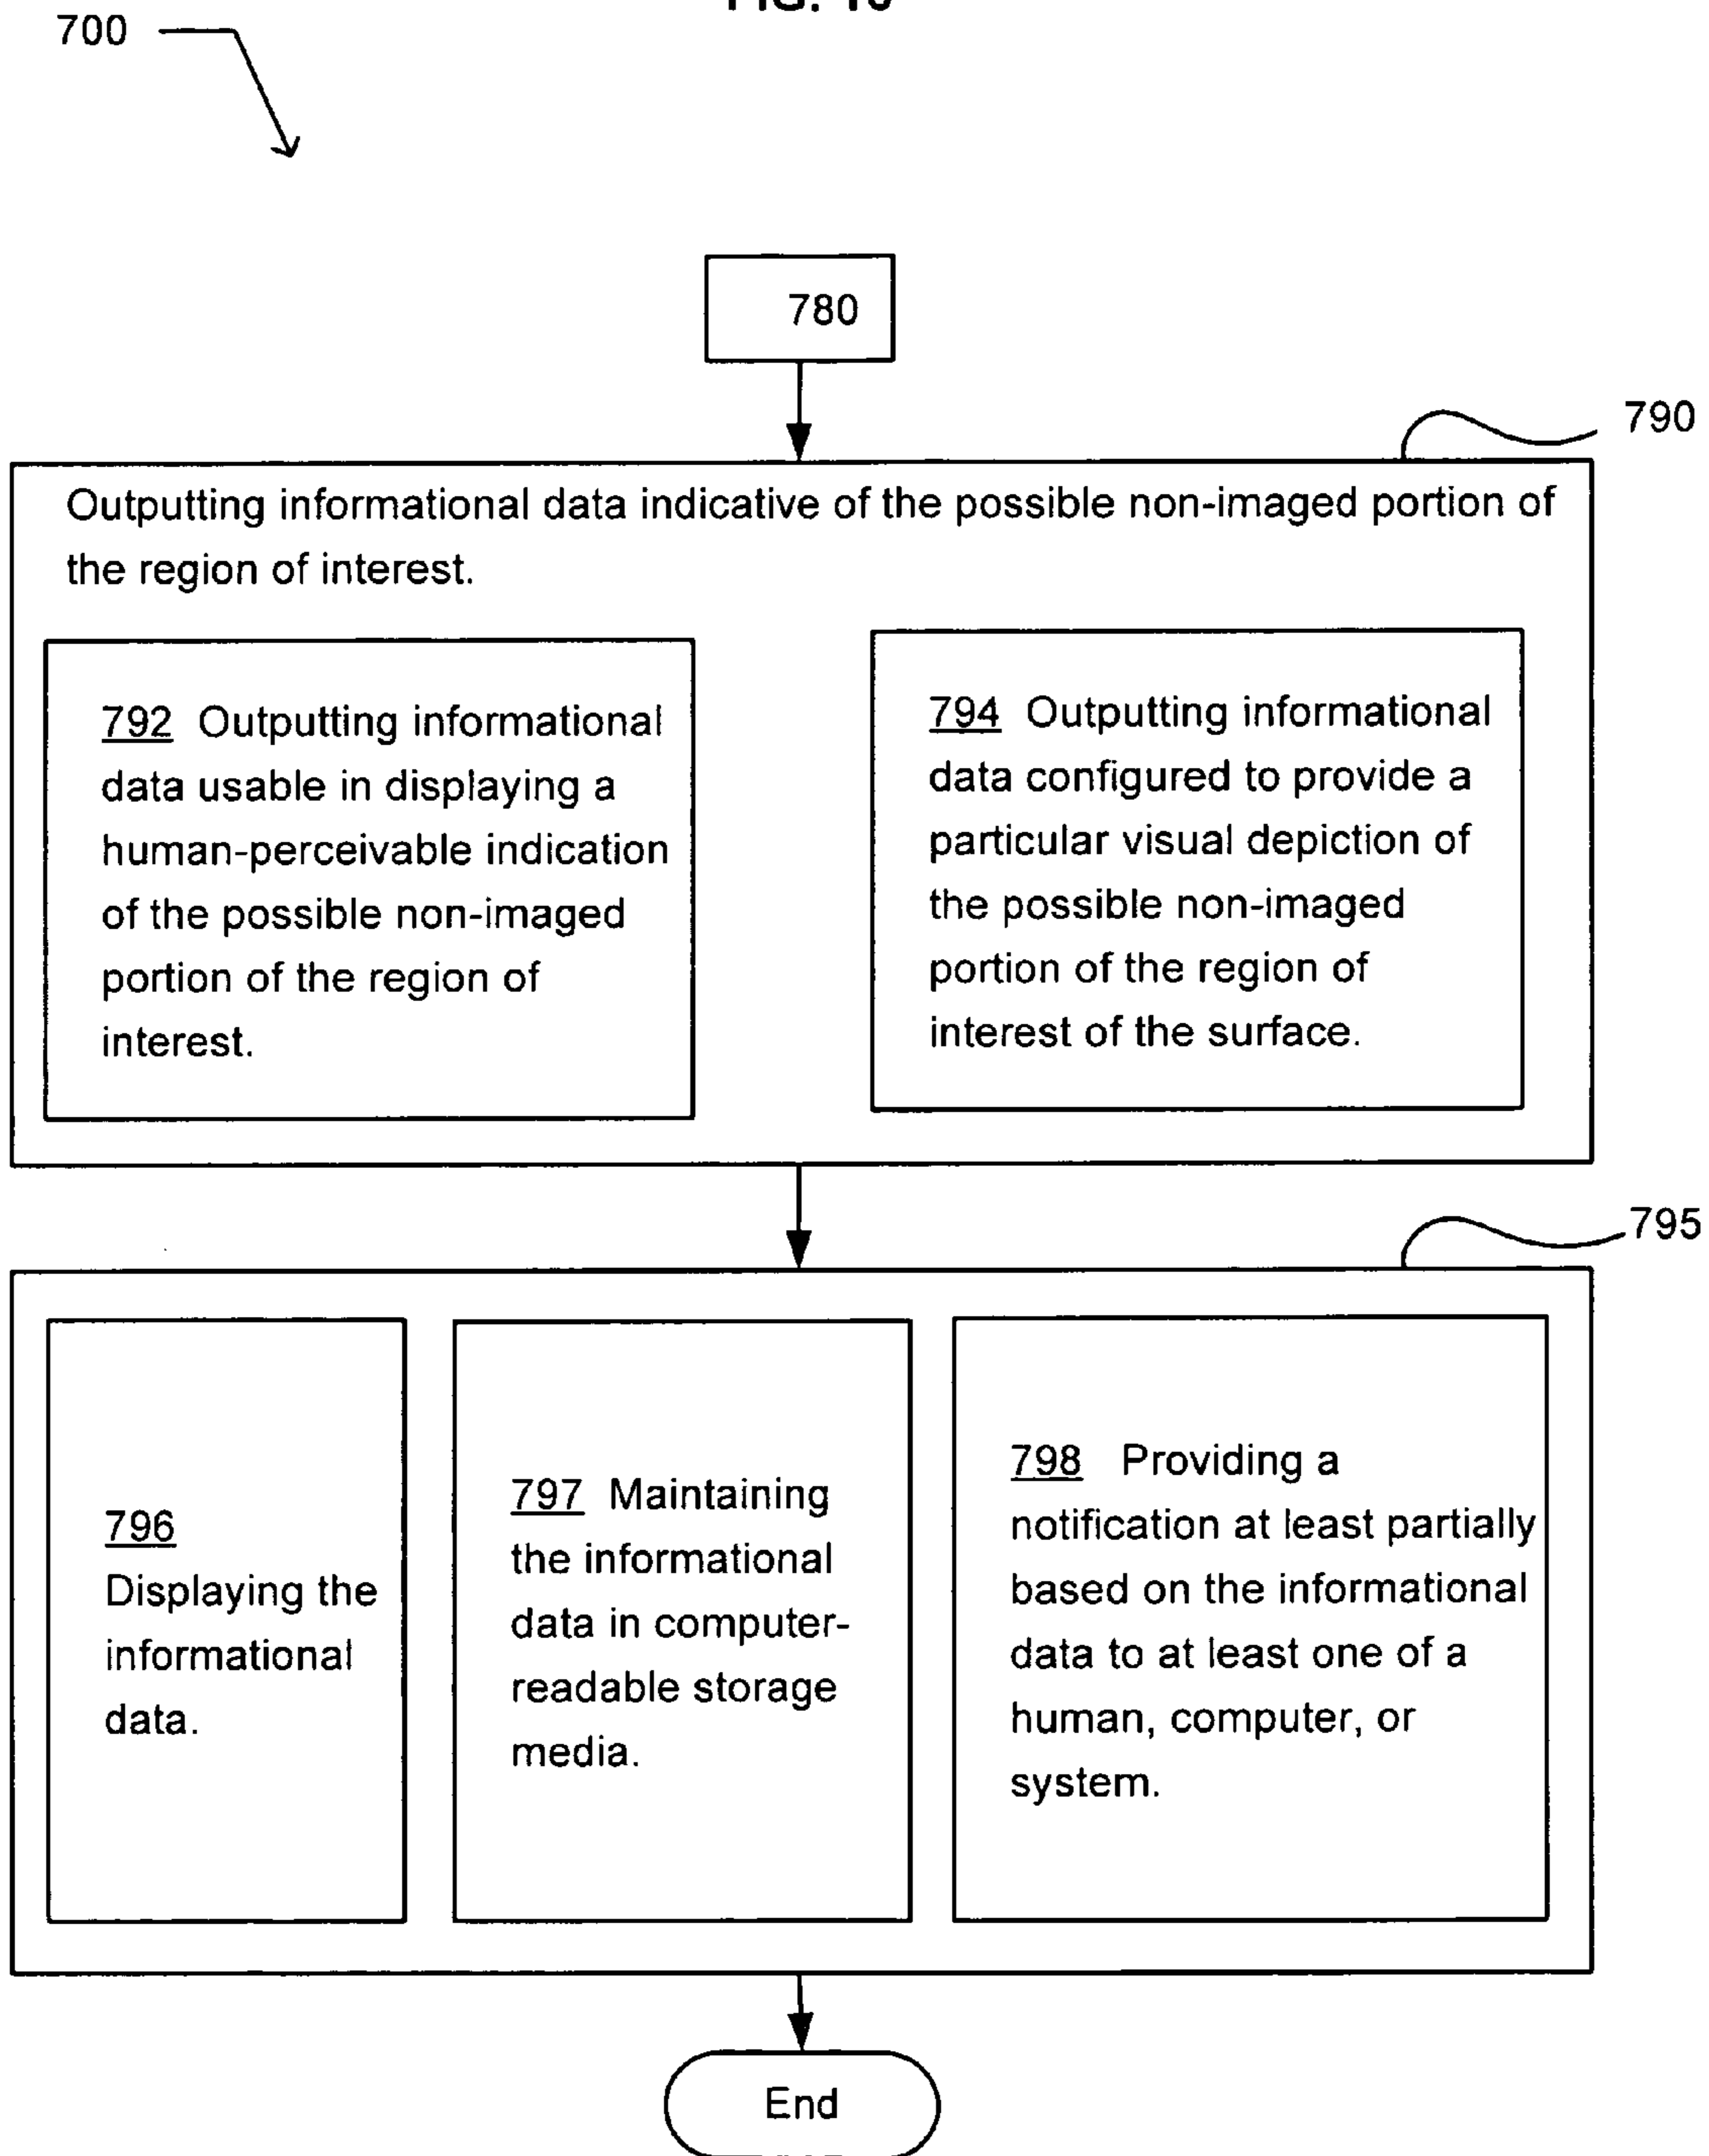 FIG.
700
780
790
Outputting informational data indicative of the possible non-imaged portion of
the region of interest.
792 Outputting informational
data usable in displaying a
human-perceivable indication
of the possible non-imaged
portion of the region of
interest.
794 Outputting informational
data configured to provide a
particular visual depiction of
the possible non-imaged
portion of the region of
interest of the surface.
795
796
Displaying the
informational
data.
797 Maintaining
the informational
data in computer-
readable storage
media.
798 Providing a
notification at least partially
based on the informational
data to at least one of a
human, computer, or
system.
End